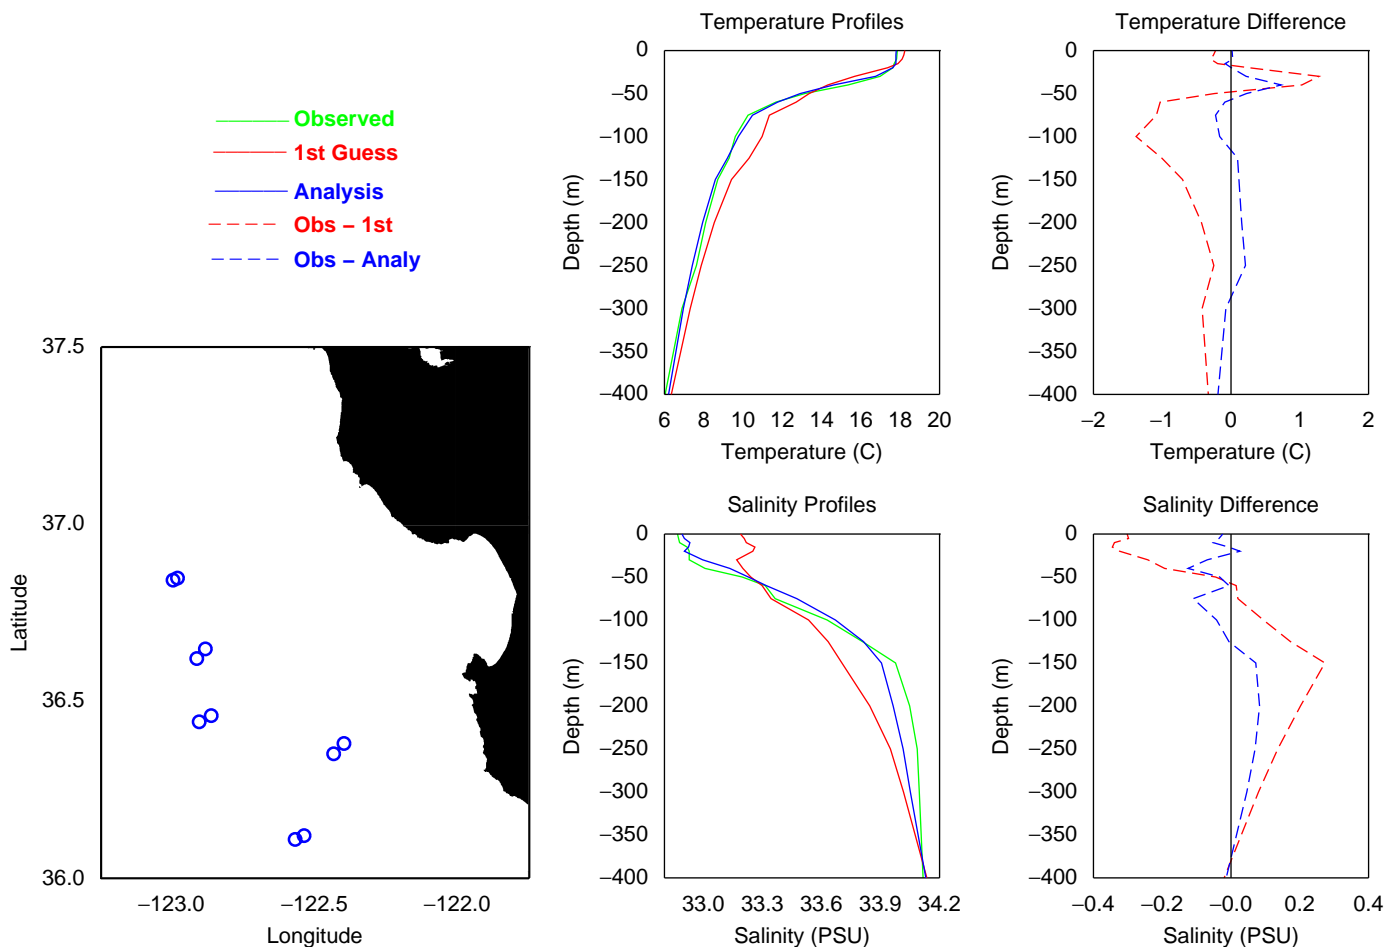 Observed
1st Guess
Analysis
Obs − 1st
Obs − Analy
Temperature Profiles
0
−50
−100
−150
−200
−250
−300
−350
−400
Depth (m)
6 8 10 12 14 16 18 20
Temperature (C)
Temperature Difference
0
−50
−100
−150
−200
−250
−300
−350
−400
Depth (m)
−2 −1 0 1 2
Temperature (C)
37.5
37.0
36.5
36.0
Latitude
−123.0 −122.5 −122.0
Longitude
Salinity Profiles
0
−50
−100
−150
−200
−250
−300
−350
−400
Depth (m)
33.0 33.3 33.6 33.9 34.2
Salinity (PSU)
Salinity Difference
0
−50
−100
−150
−200
−250
−300
−350
−400
Depth (m)
−0.4 −0.2 −0.0 0.2 0.4
Salinity (PSU)